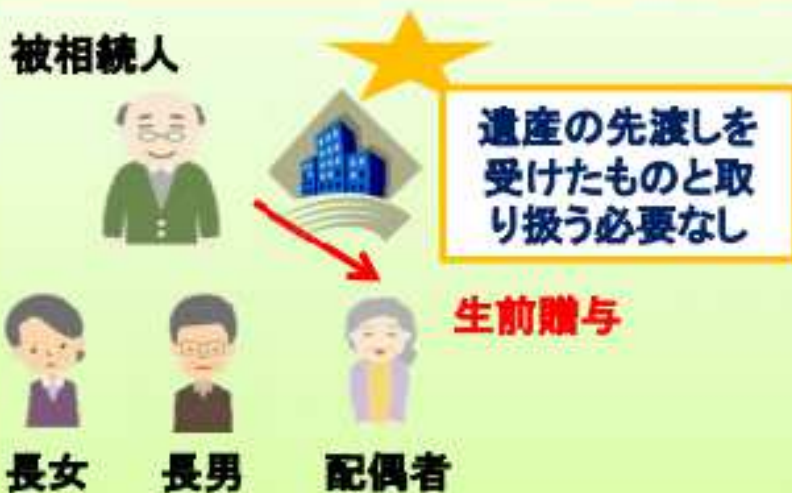 被相続人
遺産の先渡しを
受けたものと取
り扱う必要なし
生前贈与
長女
長男
配偶者